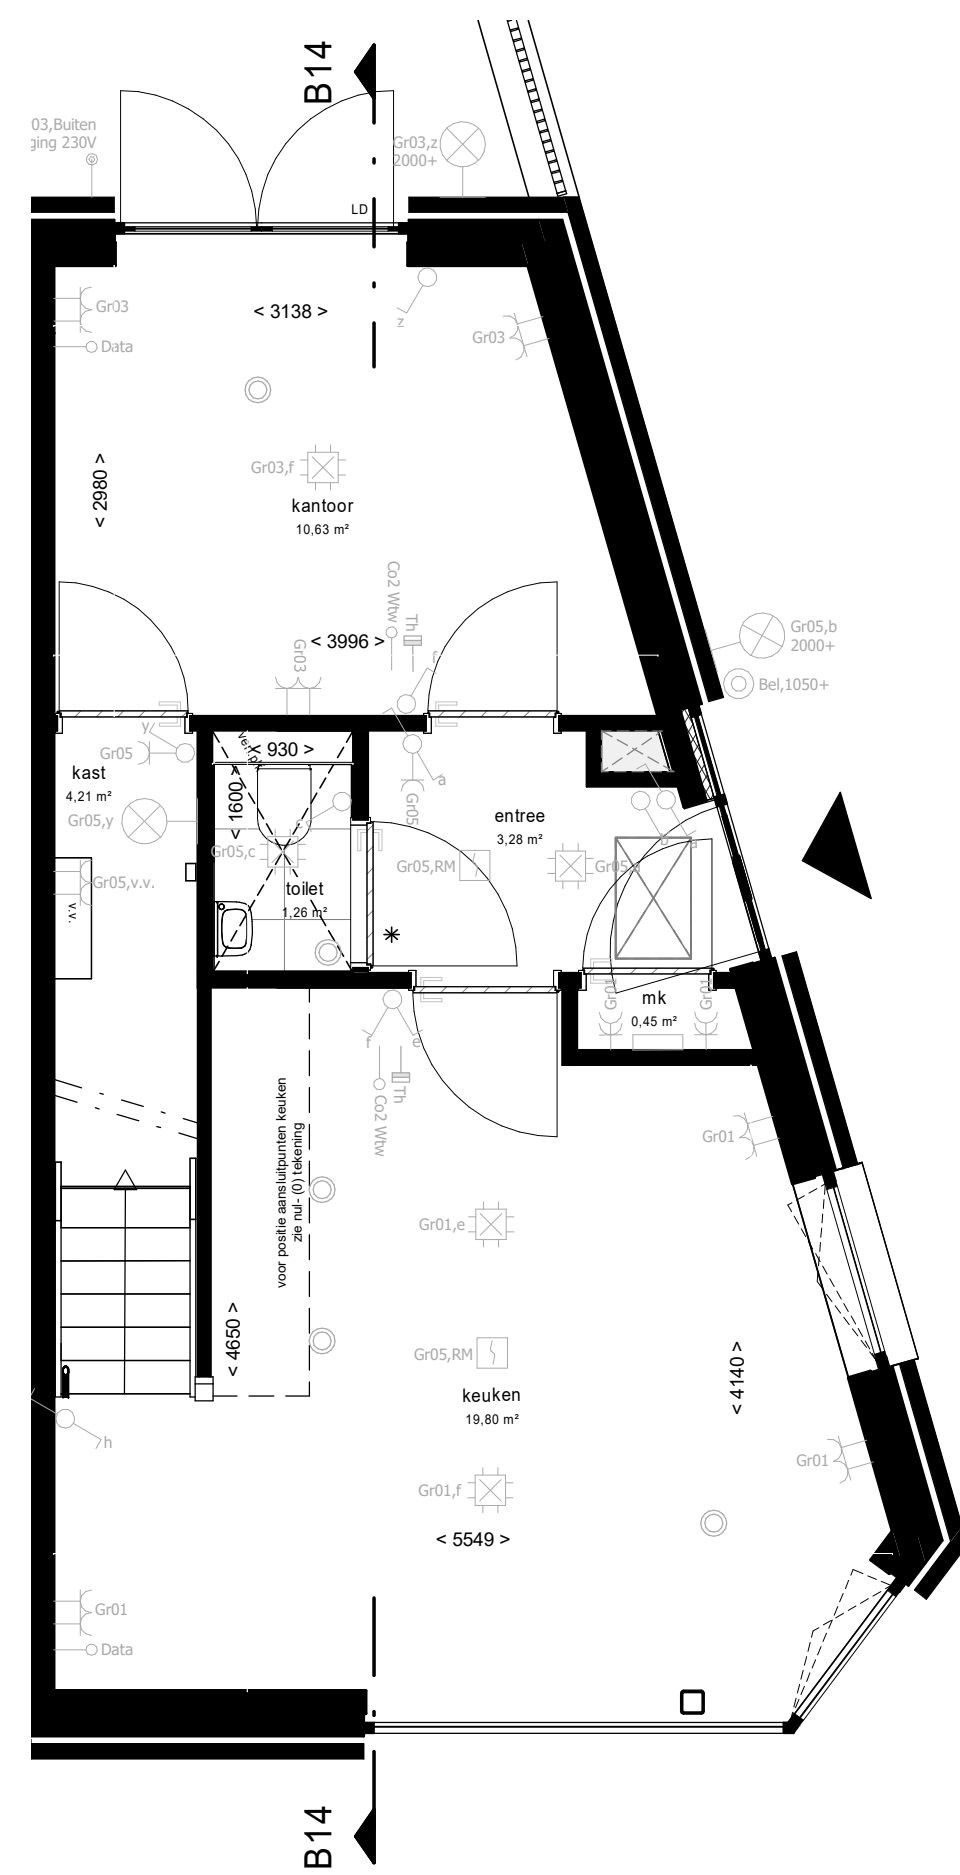 B14
03,Buiten
ging 230V
Gr03,z
2000+
LD
Gr03
Data
< 3138 >
z
Gr03
Gr03,f
< 2980 >
kantoor
10,63 m²
Co2 Wtw
Th
Gr03
< 3996 >
f
Gr05,b
2000+
Bel,1050+
y
Gr05
kast
4,21 m²
Gr05,y
< 930 >
< 1600 >
a
Gr05
entree
3,28 m²
Gr05,c
c
Gr05,RM
Gr05,a
b
a
Gr05,v.v.
v.v.
toilet
1,26 m²
*
Gr01
mk
0,45 m²
Gr01
f
e
Th
Co2 Wtw
voor positie aansluitpunten keuken
zie nul- (0) tekening
Gr01
Gr01,e
< 4650 >
Gr05,RM
< 4140 >
keuken
19,80 m²
h
Gr01
Gr01,f
< 5549 >
Gr01
Data
B14